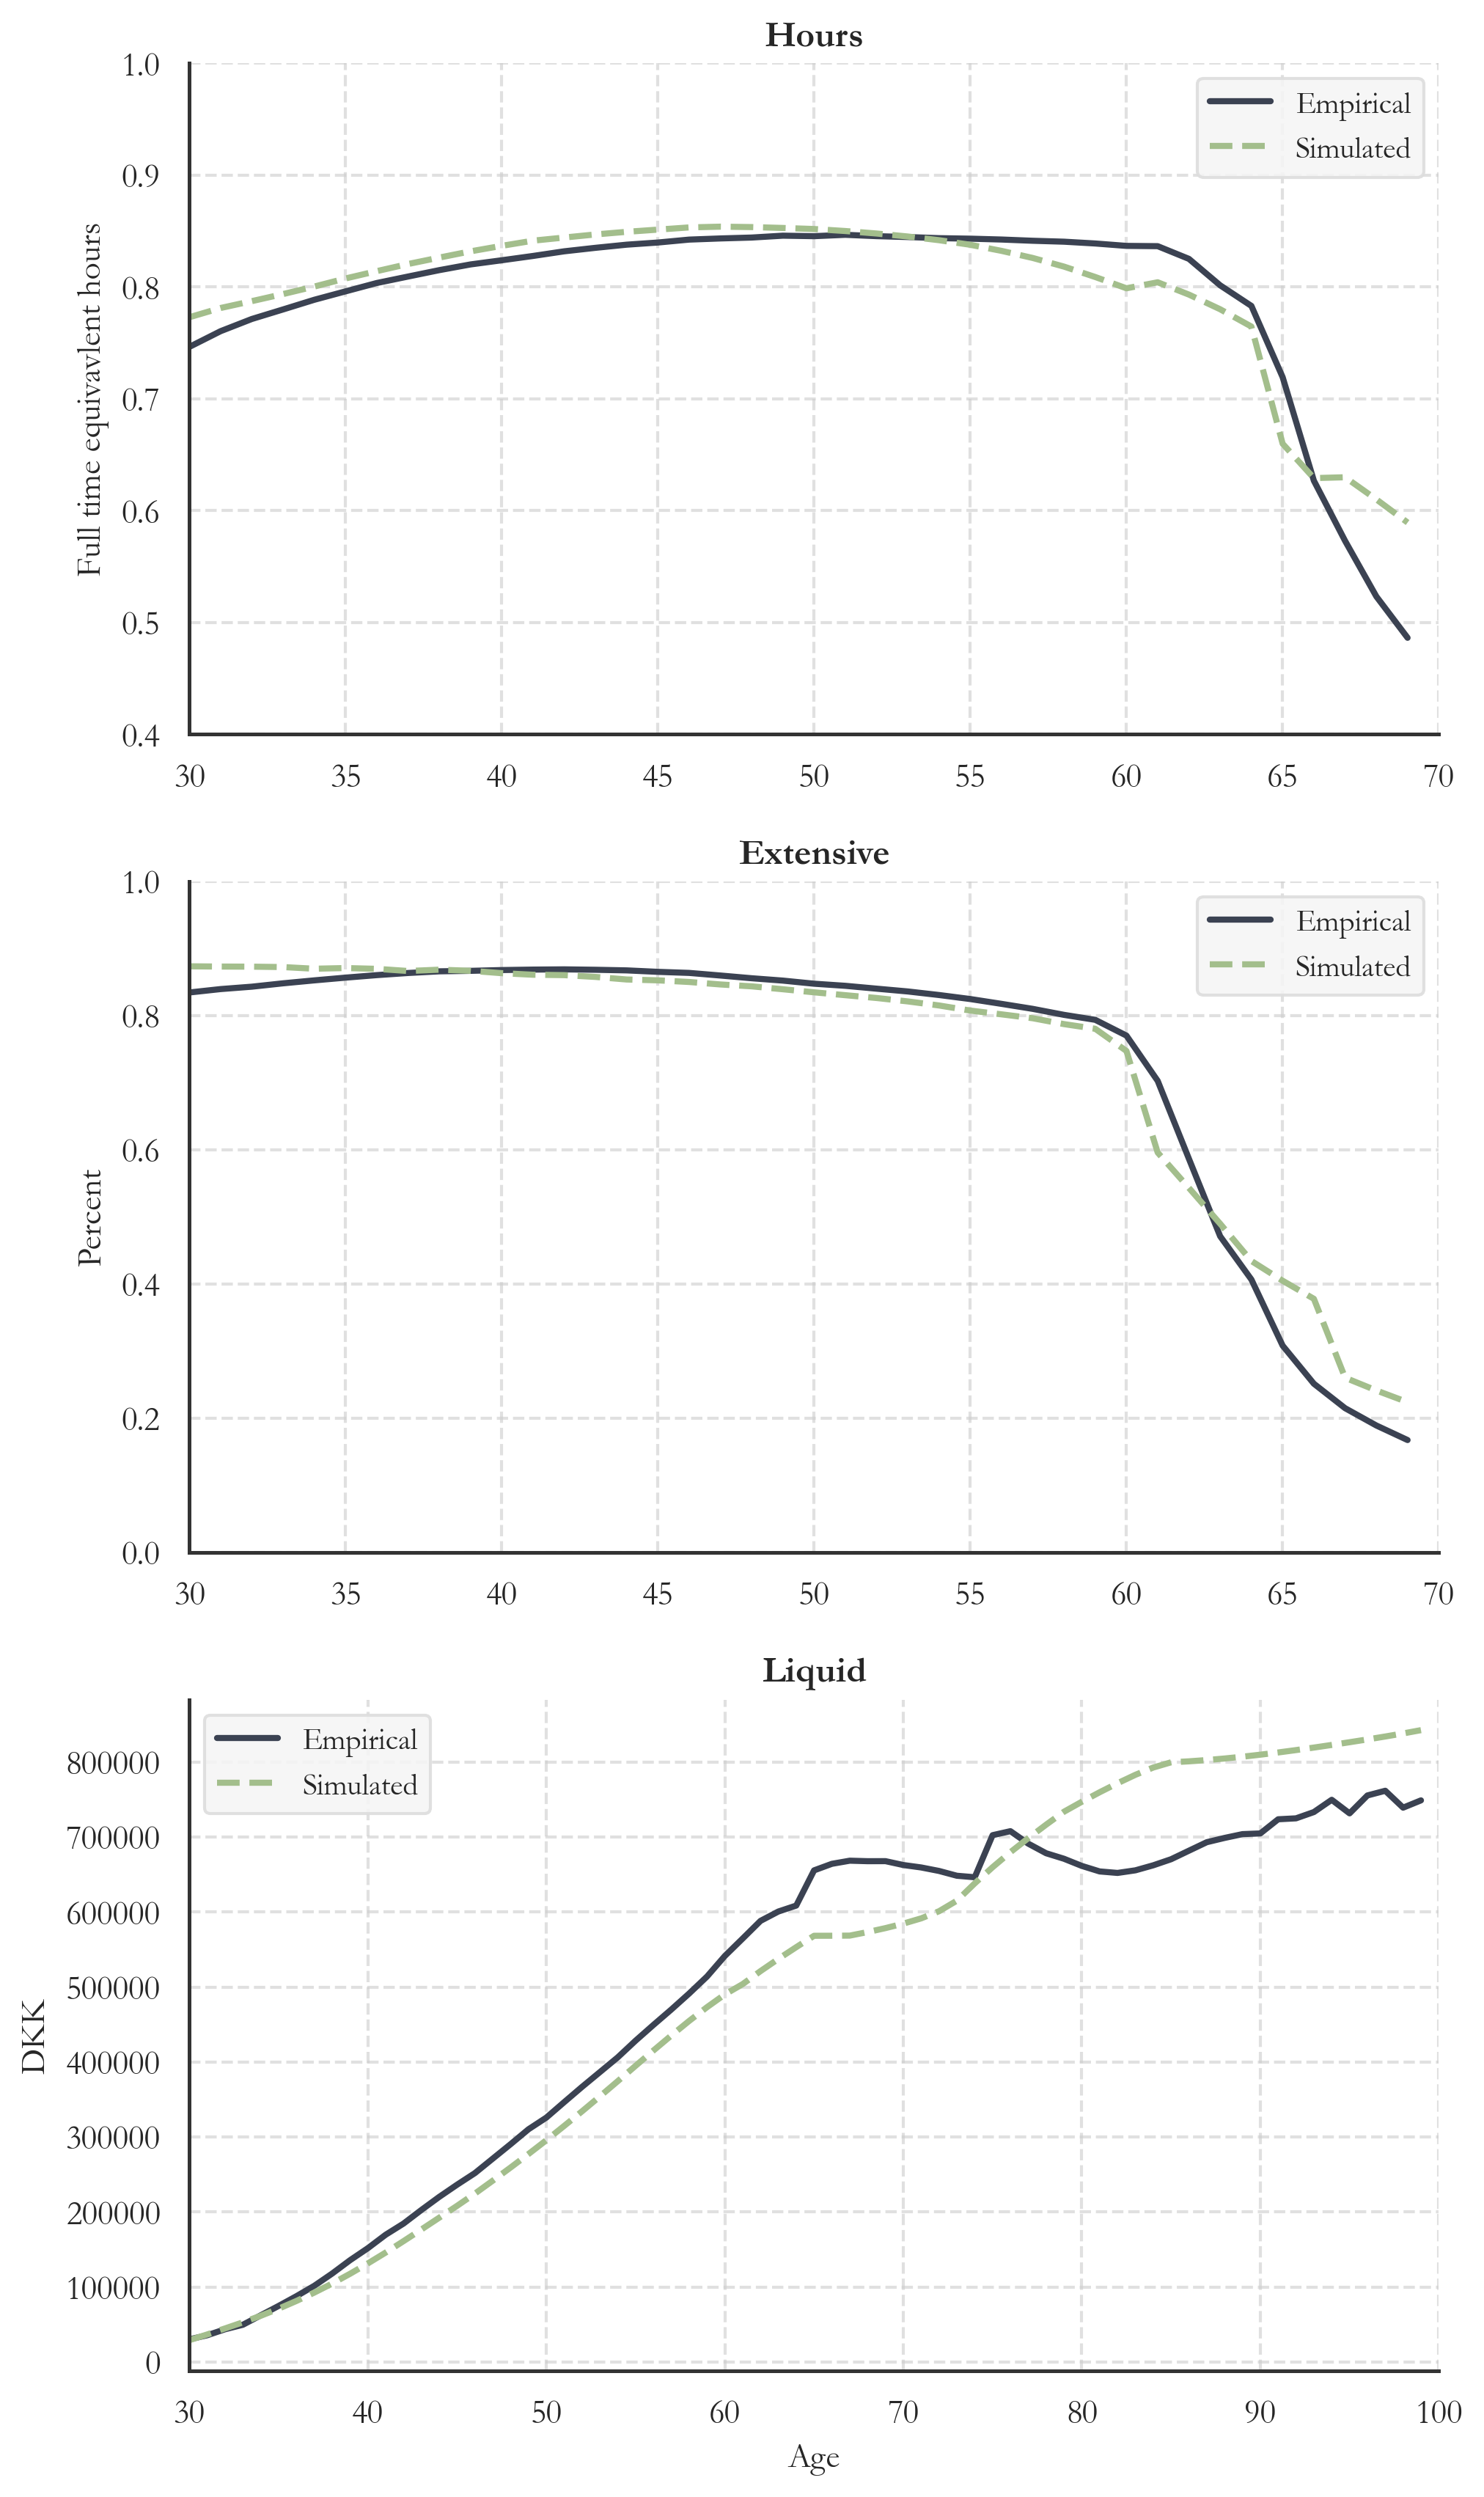 Hours
1.0
0.9
0.8
0.7
0.6
0.5
0.4
Full time equivavlent hours
Empirical
Simulated
30 35 40 45 50 55 60 65 70
Extensive
1.0
0.8
0.6
0.4
0.2
0.0
Percent
Empirical
Simulated
30 35 40 45 50 55 60 65 70
Liquid
Empirical
Simulated
800000
700000
600000
500000
400000
300000
200000
100000
0
DKK
30 40 50 60 70 80 90 100
Age